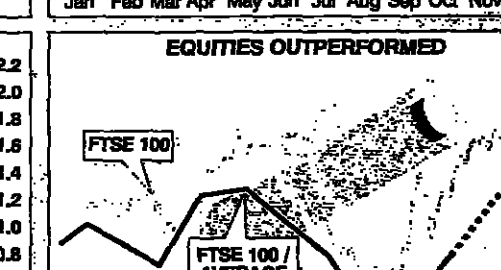 Jan Feb Mar Apr May Jun Jul Aug Sep Oct Nov
EQUITIES OUTPERFORMED
2.2
2.0
1.8
1.6
1.4
1.2
1.0
0.8
FTSE 100
FTSE 100 /
AVERAGE